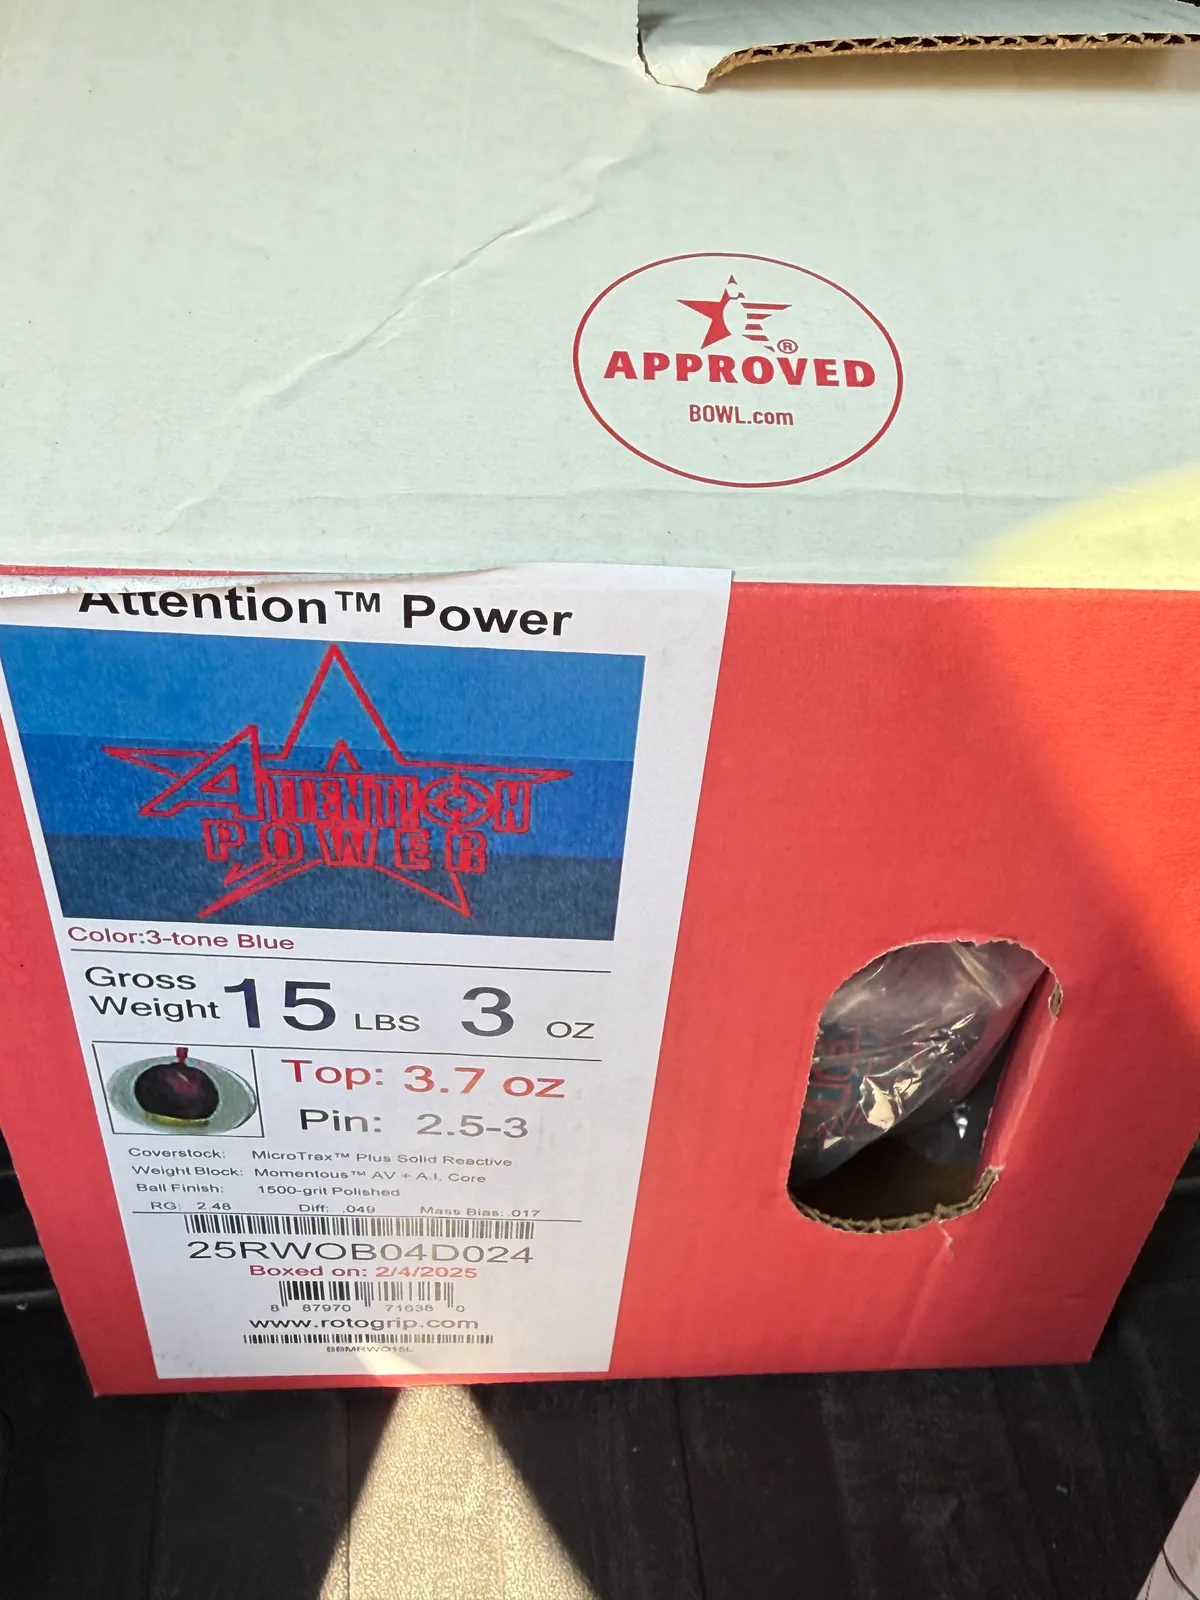 ®
APPROVED
BOWL.com
Attention™ Power
ATTENTION
POWER
Color:3-tone Blue
Gross Weight 15 LBS 3 OZ
Top: 3.7 oz
Pin: 2.5-3
Coverstock: MicroTrax™ Plus Solid Reactive
Weight Block: Momentous™ AV + A.I. Core
Ball Finish: 1500-grit Polished
RG: 2.48 Diff: .049 Mass Bias: .017
25RWOB04D024
Boxed on: 2/4/2025
8 87970 71638 0
www.rotogrip.com
BBMRWO15L